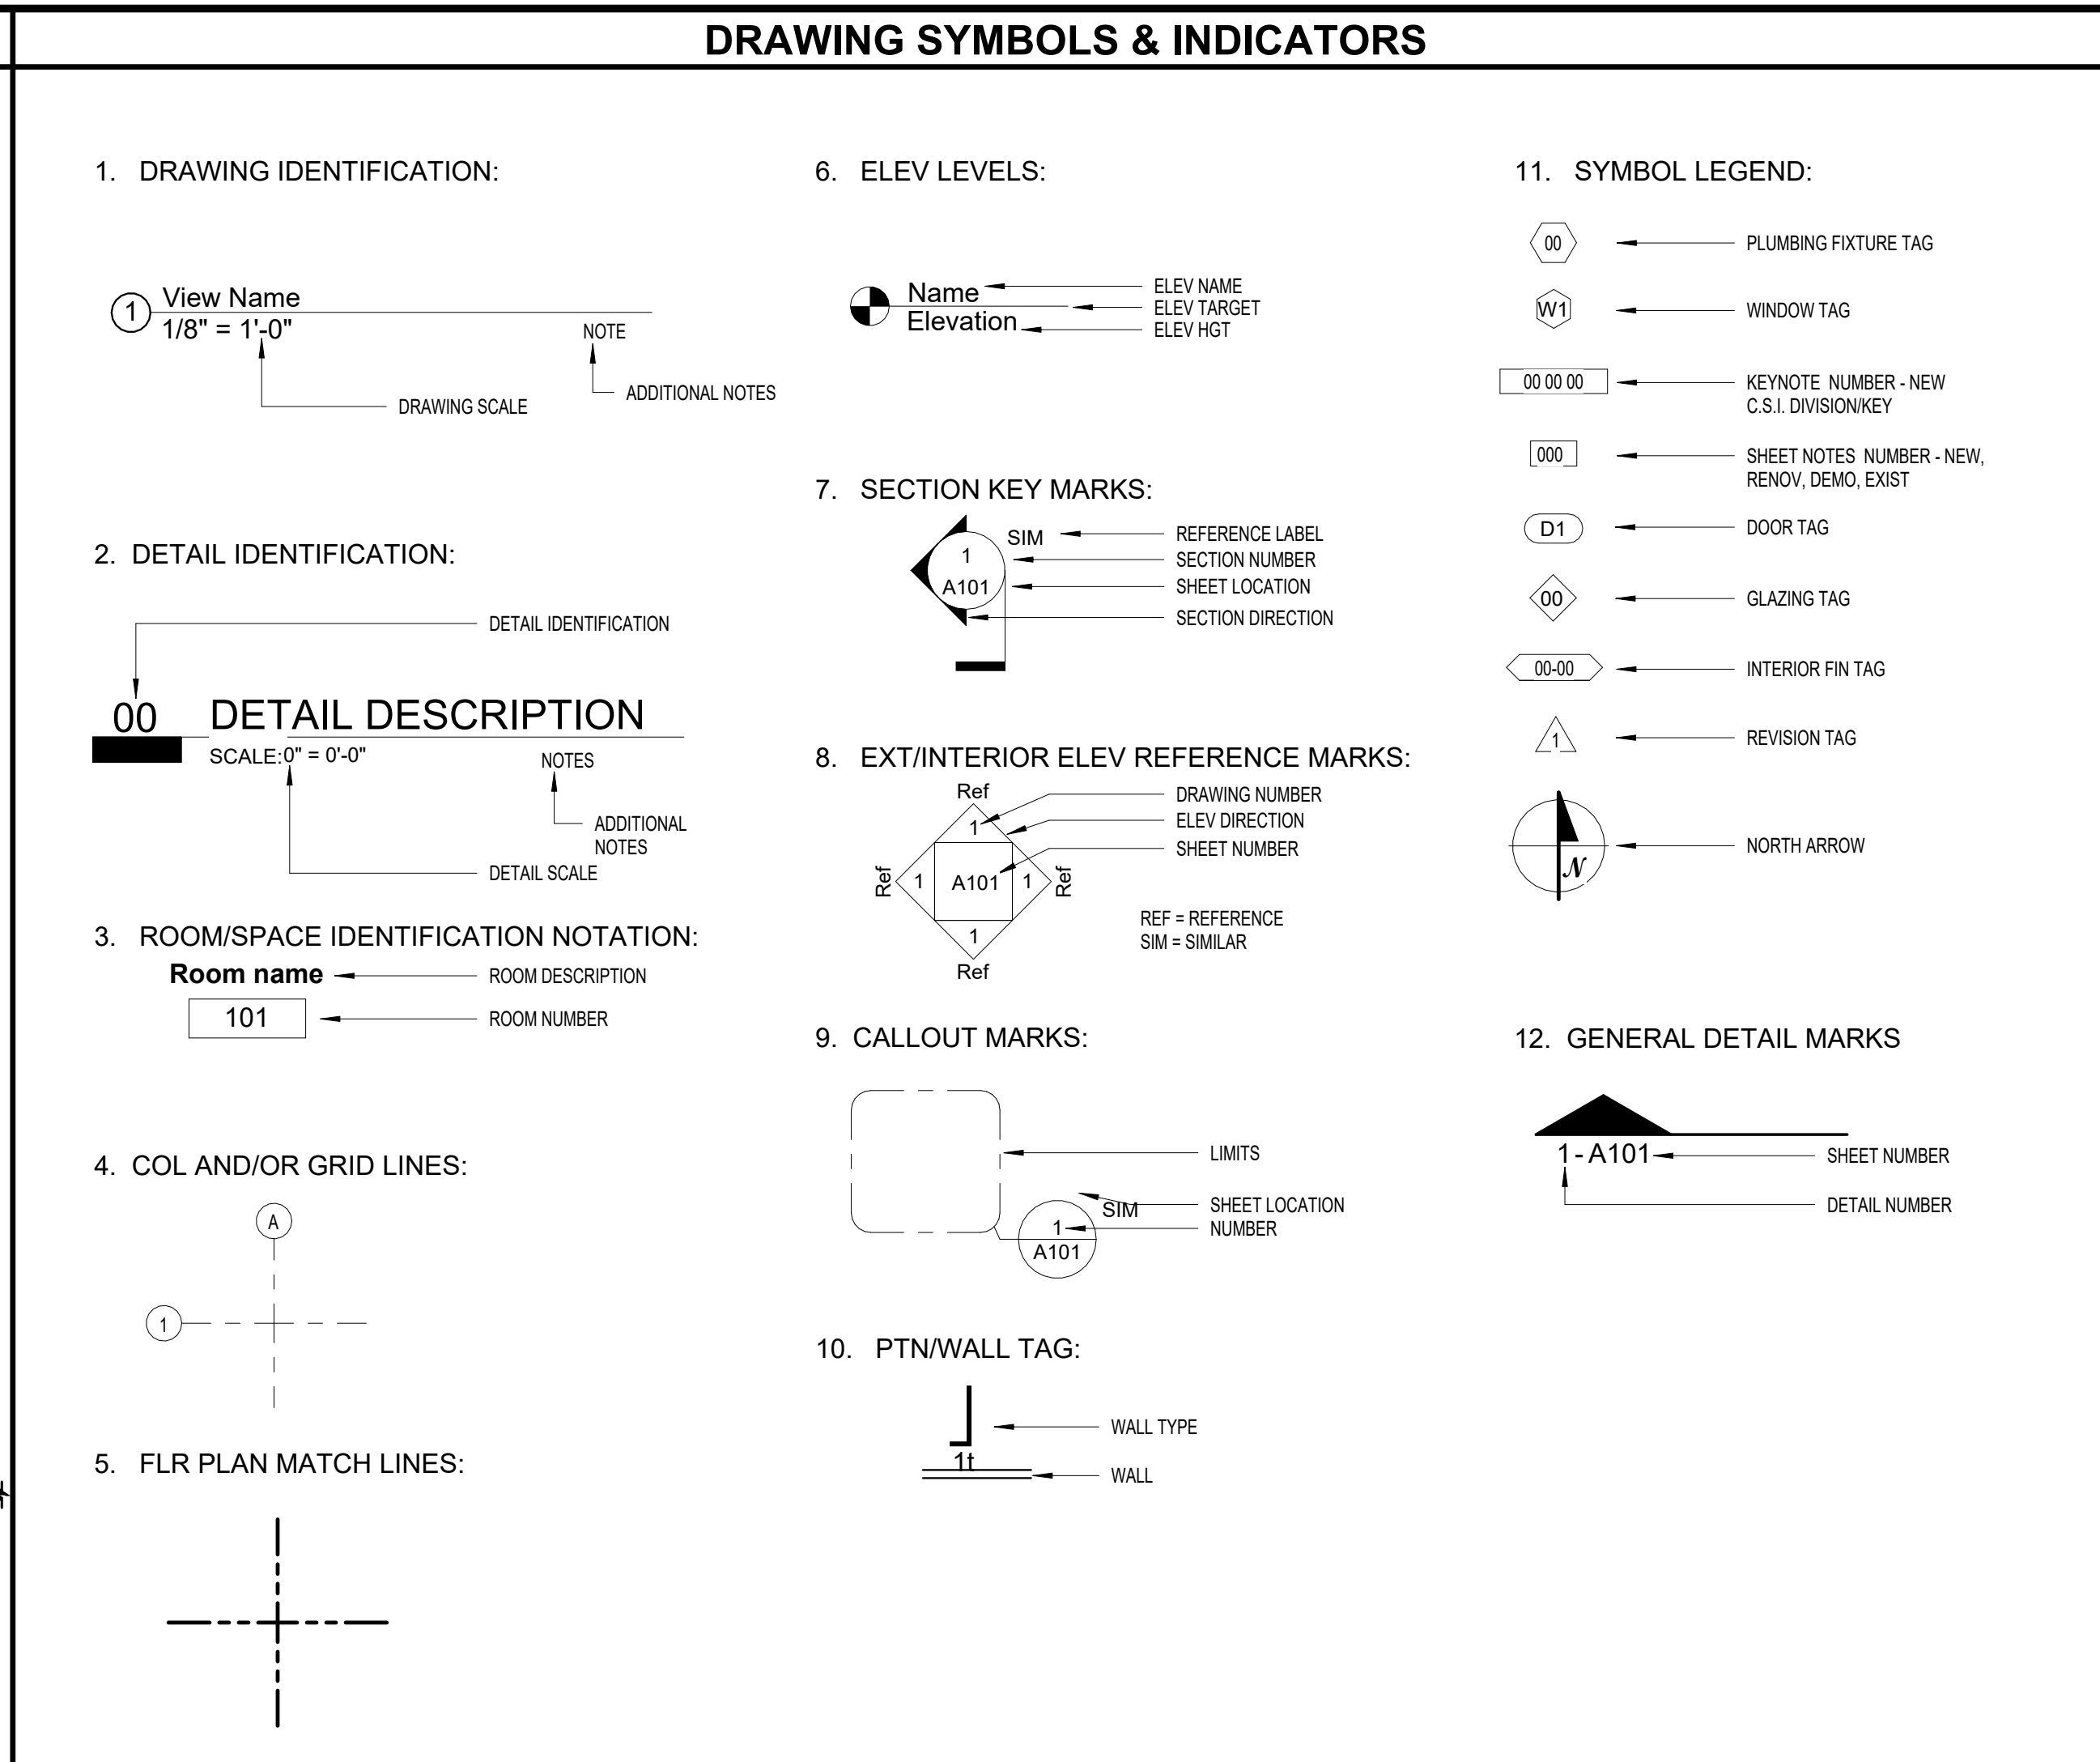 DRAWING SYMBOLS & INDICATORS
1. DRAWING IDENTIFICATION:
1
View Name
1/8" = 1'-0"
NOTE
DRAWING SCALE
ADDITIONAL NOTES
2. DETAIL IDENTIFICATION:
DETAIL IDENTIFICATION
00
DETAIL DESCRIPTION
SCALE:0" = 0'-0"
NOTES
ADDITIONAL
NOTES
DETAIL SCALE
3. ROOM/SPACE IDENTIFICATION NOTATION:
Room name
ROOM DESCRIPTION
101
ROOM NUMBER
4. COL AND/OR GRID LINES:
A
1
5. FLR PLAN MATCH LINES:
6. ELEV LEVELS:
Name
Elevation
ELEV NAME
ELEV TARGET
ELEV HGT
7. SECTION KEY MARKS:
SIM
1
A101
REFERENCE LABEL
SECTION NUMBER
SHEET LOCATION
SECTION DIRECTION
8. EXT/INTERIOR ELEV REFERENCE MARKS:
Ref
1
Ref
1
A101
1
Ref
1
Ref
DRAWING NUMBER
ELEV DIRECTION
SHEET NUMBER
REF = REFERENCE
SIM = SIMILAR
9. CALLOUT MARKS:
LIMITS
SIM
1
A101
SHEET LOCATION
NUMBER
10. PTN/WALL TAG:
1t
WALL TYPE
WALL
11. SYMBOL LEGEND:
00
PLUMBING FIXTURE TAG
W1
WINDOW TAG
00 00 00
KEYNOTE NUMBER - NEW
C.S.I. DIVISION/KEY
000
SHEET NOTES NUMBER - NEW,
RENOV, DEMO, EXIST
D1
DOOR TAG
00
GLAZING TAG
00-00
INTERIOR FIN TAG
1
REVISION TAG
N
NORTH ARROW
12. GENERAL DETAIL MARKS
1 - A101
SHEET NUMBER
DETAIL NUMBER